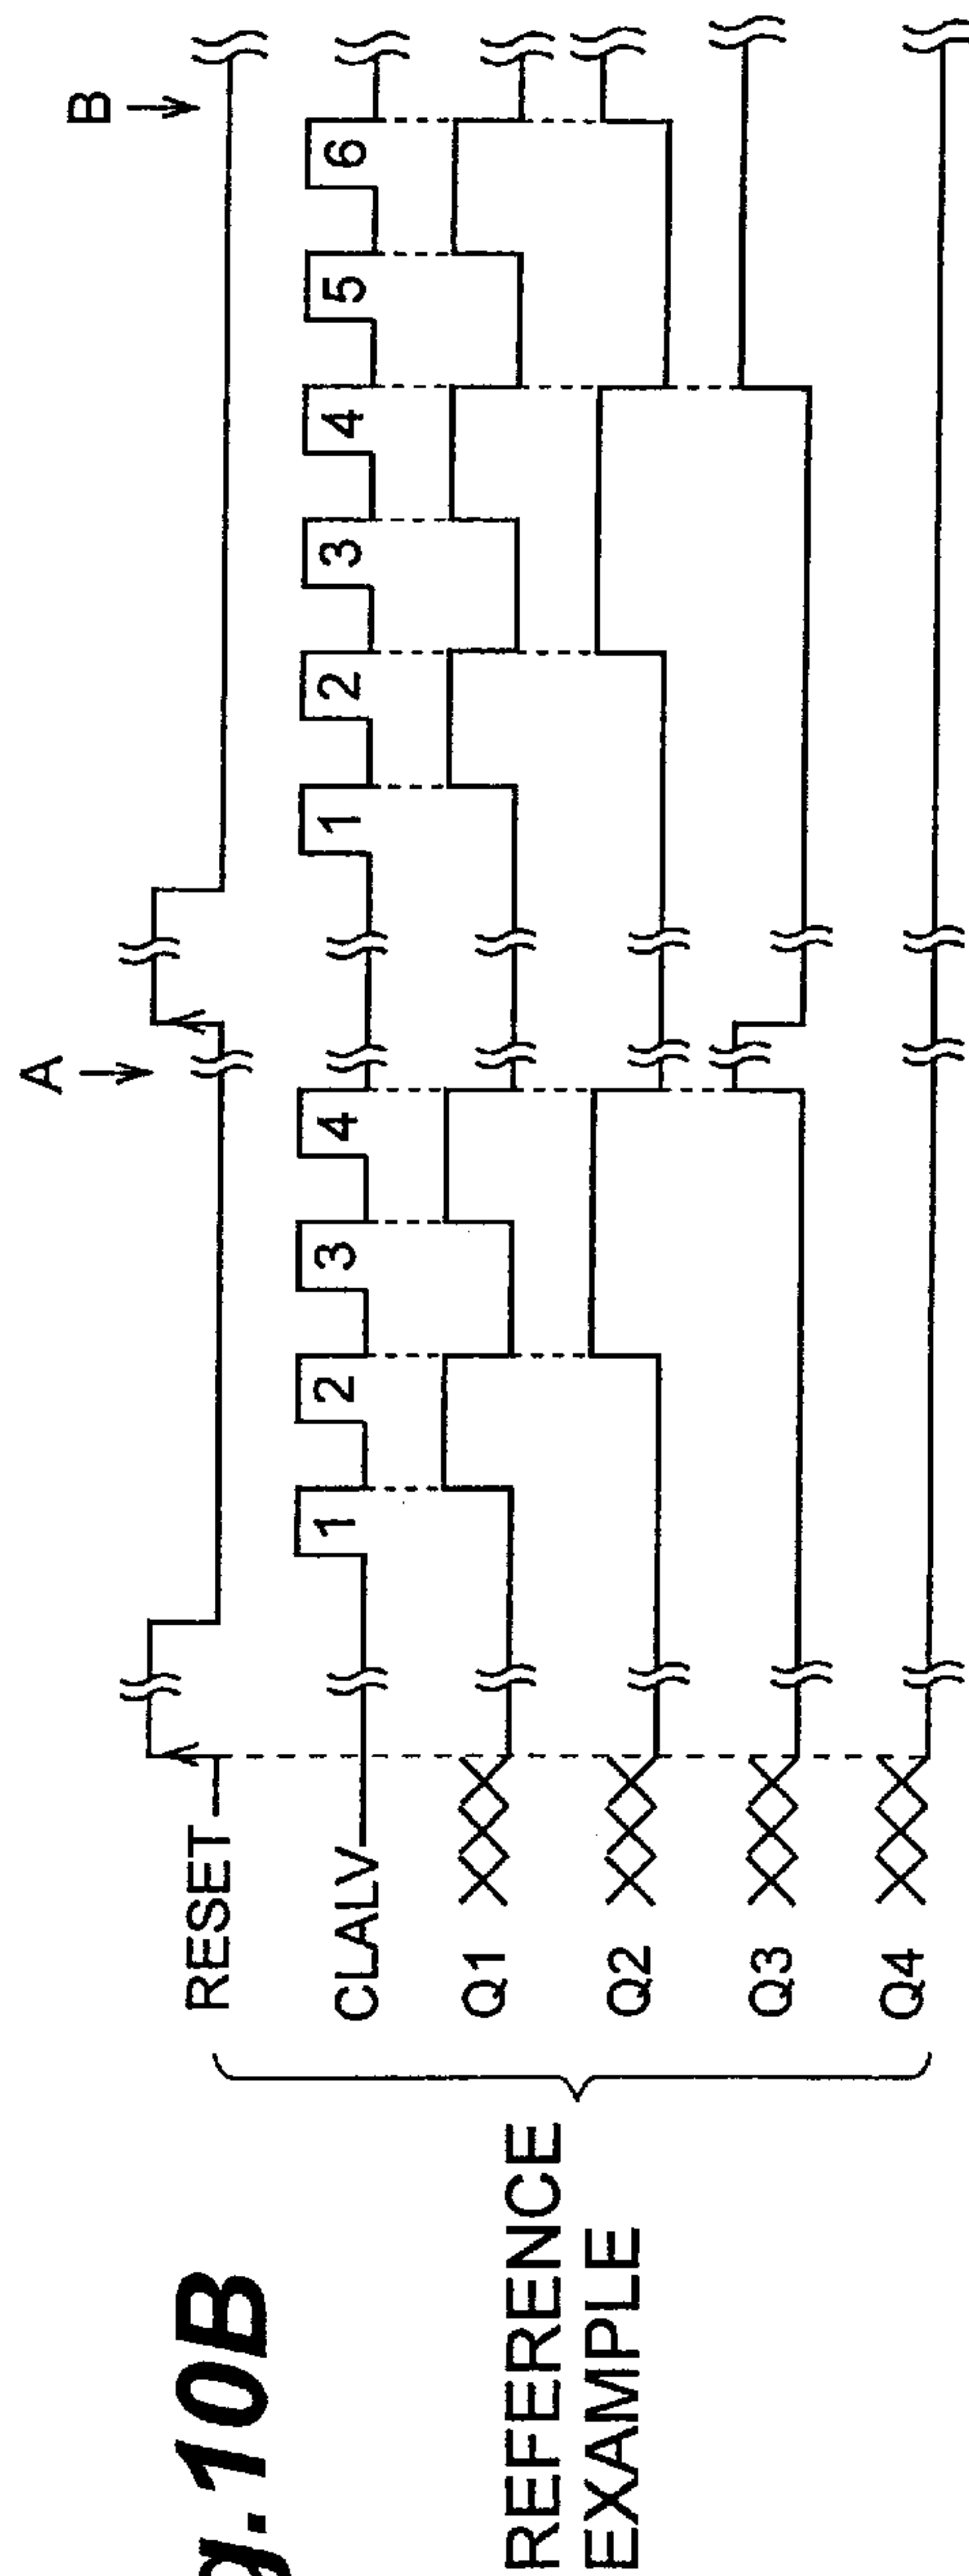 g.10B
REFERENCE
EXAMPLE
A
B
RESET
CLALV
1 2 3 4 1 2 3 4 5 6
Q1
Q2
Q3
Q4